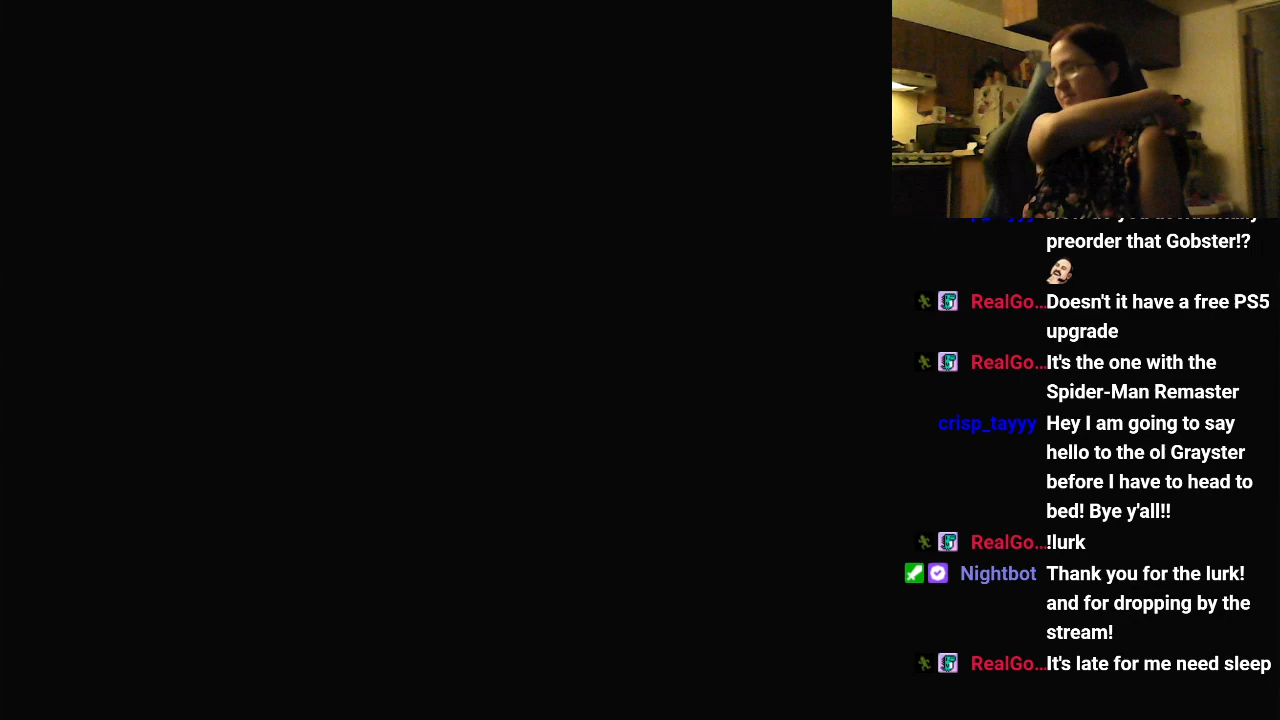 preorder that Gobster!?
RealGo... Doesn't it have a free PS5
upgrade
RealGo... It's the one with the
Spider-Man Remaster
crisp_tayyy Hey I am going to say
hello to the ol Grayster
before I have to head to
bed! Bye y'all!!
RealGo... !lurk
Nightbot Thank you for the lurk!
and for dropping by the
stream!
RealGo... It's late for me need sleep